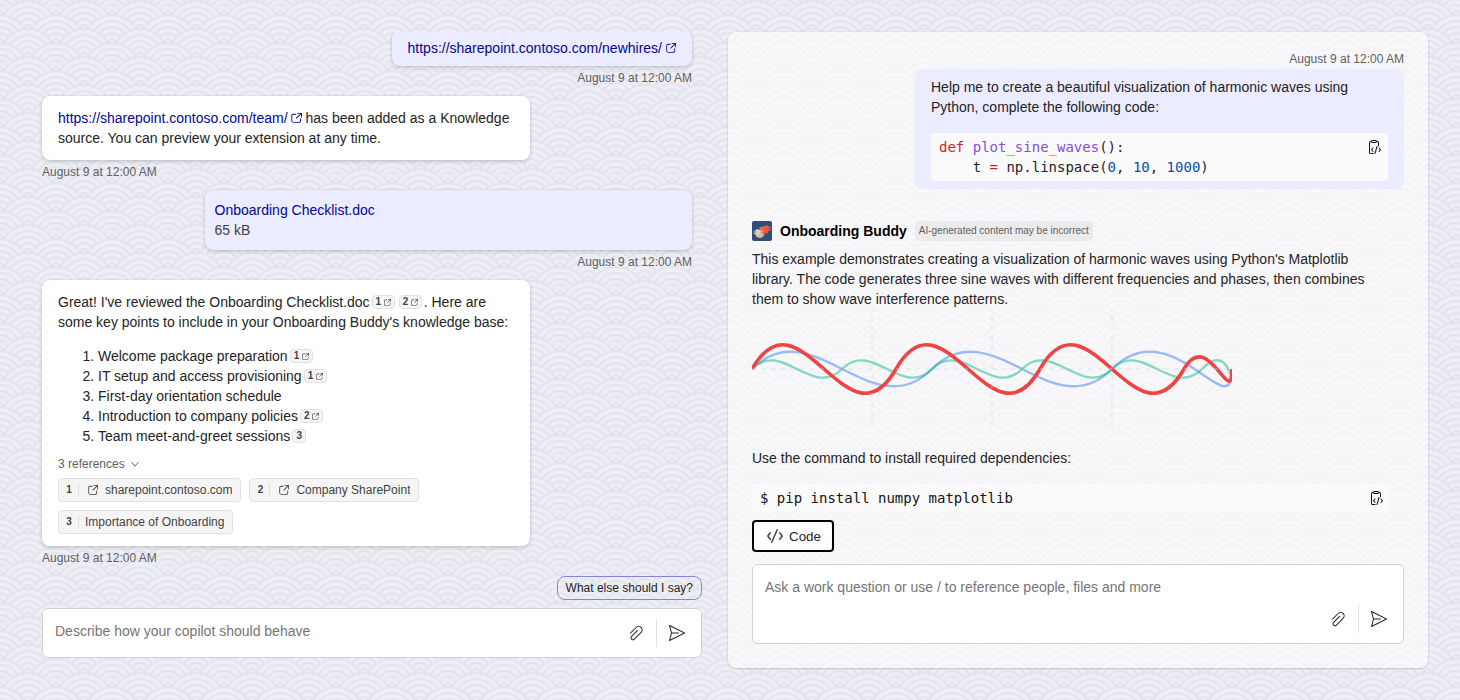 https://sharepoint.contoso.com/newhires/
August 9 at 12:00 AM
https://sharepoint.contoso.com/team/ has been added as a Knowledge
source. You can preview your extension at any time.
August 9 at 12:00 AM
Onboarding Checklist.doc
65 kB
August 9 at 12:00 AM
Great! I've reviewed the Onboarding Checklist.doc 1 2 . Here are
some key points to include in your Onboarding Buddy's knowledge base:
1. Welcome package preparation 1
2. IT setup and access provisioning 1
3. First-day orientation schedule
4. Introduction to company policies 2
5. Team meet-and-greet sessions 3
3 references
1 sharepoint.contoso.com 2 Company SharePoint
3 Importance of Onboarding
August 9 at 12:00 AM
What else should I say?
Describe how your copilot should behave
August 9 at 12:00 AM
Help me to create a beautiful visualization of harmonic waves using
Python, complete the following code:
def plot_sine_waves():
    t = np.linspace(0, 10, 1000)
Onboarding Buddy AI-generated content may be incorrect
This example demonstrates creating a visualization of harmonic waves using Python's Matplotlib
library. The code generates three sine waves with different frequencies and phases, then combines
them to show wave interference patterns.
Use the command to install required dependencies:
$ pip install numpy matplotlib
Code
Ask a work question or use / to reference people, files and more